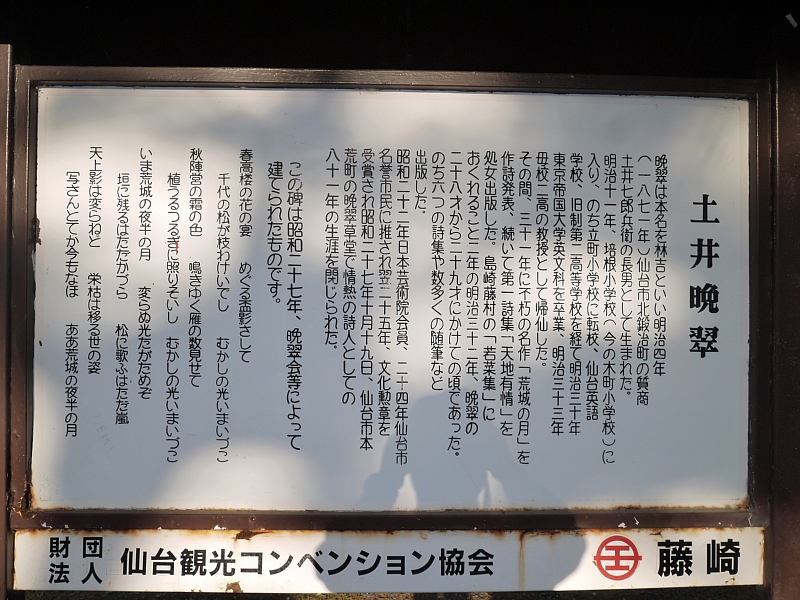 土井晩翠
晩翠は本名を林吉といい明治四年
(一八七一年)仙台市北鍛冶町の質商
土井七郎兵衛の長男として生まれた。
明治十一年、培根小学校(今の木町小学校)に
入り、のち立町小学校に転校、仙台英語
学校、旧制第二高等学校を経て明治三十年
東京帝国大学英文科を卒業、明治三十三年
母校二高の教授として帰仙した。
その間、三十一年に不朽の名作「荒城の月」を
作詩発表、続いて第一詩集「天地有情」を
処女出版した。島崎藤村の「若菜集」に
おくれること二年の明治三十二年、晩翠の
二十八才から二十九才にかけての頃であった。
のち六つの詩集や数多くの随筆など
出版した。
昭和二十二年日本芸術院会員、二十四年仙台市
名誉市民に推され翌二十五年、文化勲章を
受賞され昭和二十七年十月十九日、仙台市本
荒町の晩翠草堂で情熱の詩人としての
八十一年の生涯を閉じられた。
この碑は昭和二十七年、晩翠会等によって
建てられたものです。
春高楼の花の宴 めぐる盃影さして
千代の松が枝わけいでし むかしの光いまいづこ
秋陣営の霜の色 鳴きゆく雁の数見せて
植うるつるぎに照りそいし むかしの光いまいづこ
いま荒城の夜半の月 変らぬ光たがためぞ
垣に残るはただかづら 松に歌ふはただ嵐
天上影は変らねど 栄枯は移る世の姿
写さんとてか今もなほ ああ荒城の夜半の月
財団法人 仙台観光コンベンション協会
藤崎